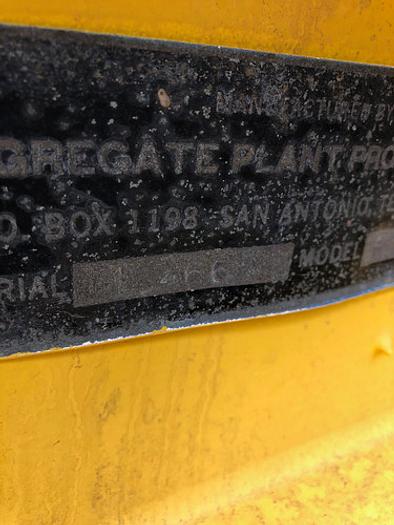 MANUFACTURED BY
GREGATE PLANT PRO
O. BOX 1198 SAN ANTONIO, TE
RIAL MODEL